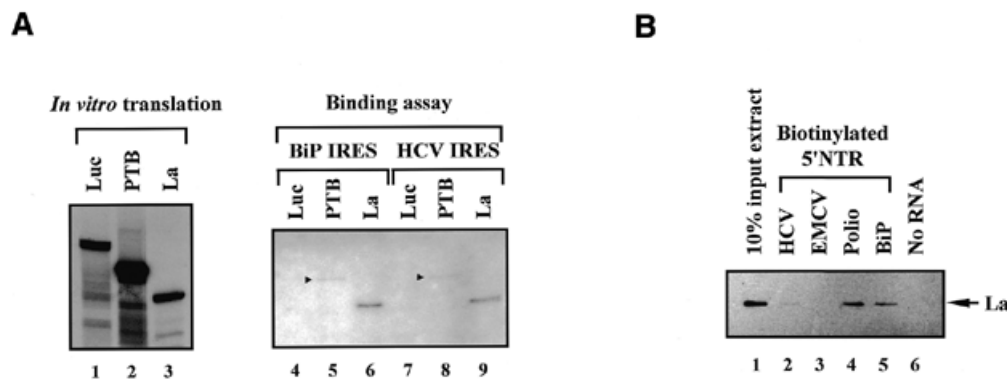 A
In vitro translation
Luc
PTB
La
1 2 3
Binding assay
BiP IRES HCV IRES
Luc
PTB
La
Luc
PTB
La
4 5 6 7 8 9
B
Biotinylated
5'NTR
10% input extract
HCV
EMCV
Polio
BiP
No RNA
La
1 2 3 4 5 6